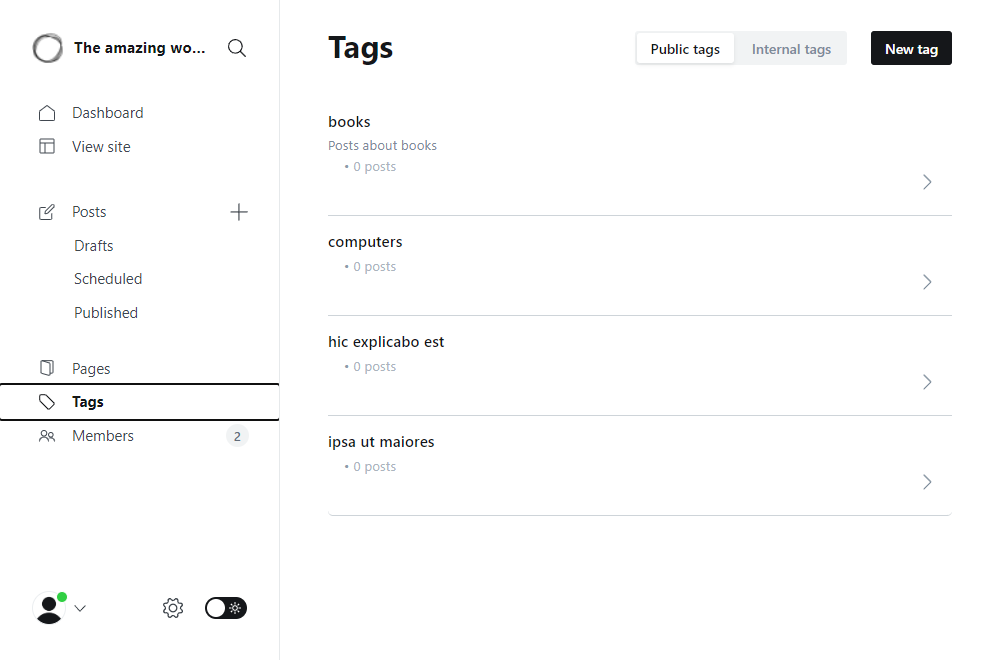 The amazing wo...
Dashboard
View site
Posts
Drafts
Scheduled
Published
Pages
Tags
Members 2
Tags
Public tags Internal tags New tag
books
Posts about books
• 0 posts
computers
• 0 posts
hic explicabo est
• 0 posts
ipsa ut maiores
• 0 posts